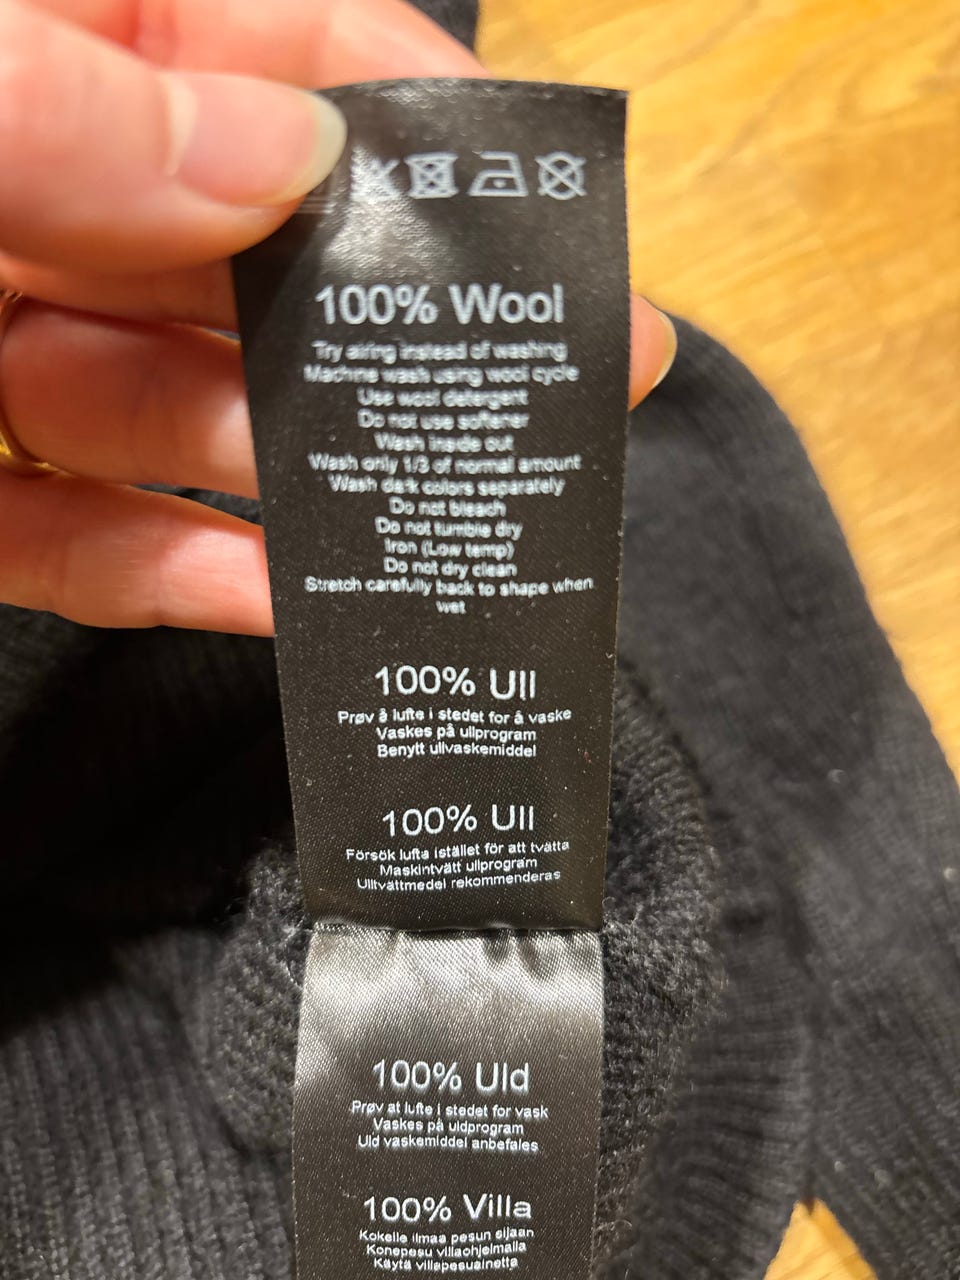 100% Wool
Try airing instead of washing
Machine wash using wool cycle
Use wool detergent
Do not use softener
Wash inside out
Wash only 1/3 of normal amount
Wash dark colors separately
Do not bleach
Do not tumble dry
Iron (Low temp)
Do not dry clean
Stretch carefully back to shape when
wet
100% Ull
Prøv å lufte i stedet for å vaske
Vaskes på ullprogram
Benytt ullvaskemiddel
100% Ull
Försök lufta istället för att tvätta
Maskintvätt ullprogram
Ulltvättmedel rekommenderas
100% Uld
Prøv at lufte i stedet for vask
Vaskes på uldprogram
Uld vaskemiddel anbefales
100% Villa
Kokeile ilmaa pesun sijaan
Konepesu villaohjelmalla
Käytä villapesuainetta